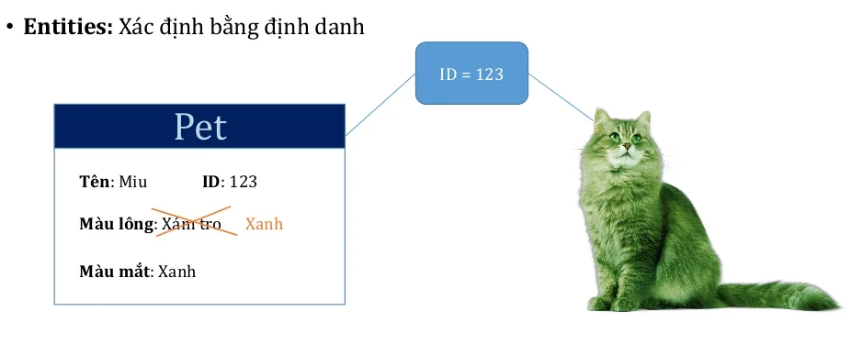 • Entities: Xác định bằng định danh
ID = 123
Pet
Tên: Miu ID: 123
Màu lông: Xám tro Xanh
Màu mắt: Xanh